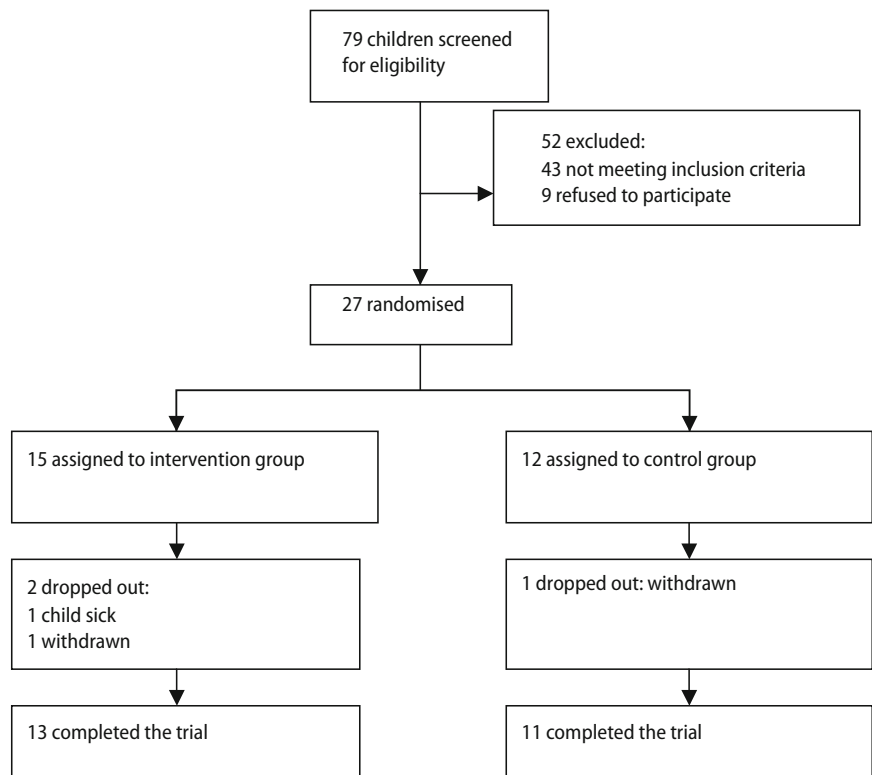 79 children screened
for eligibility
52 excluded:
43 not meeting inclusion criteria
9 refused to participate
27 randomised
15 assigned to intervention group
12 assigned to control group
2 dropped out:
1 child sick
1 withdrawn
1 dropped out: withdrawn
13 completed the trial
11 completed the trial